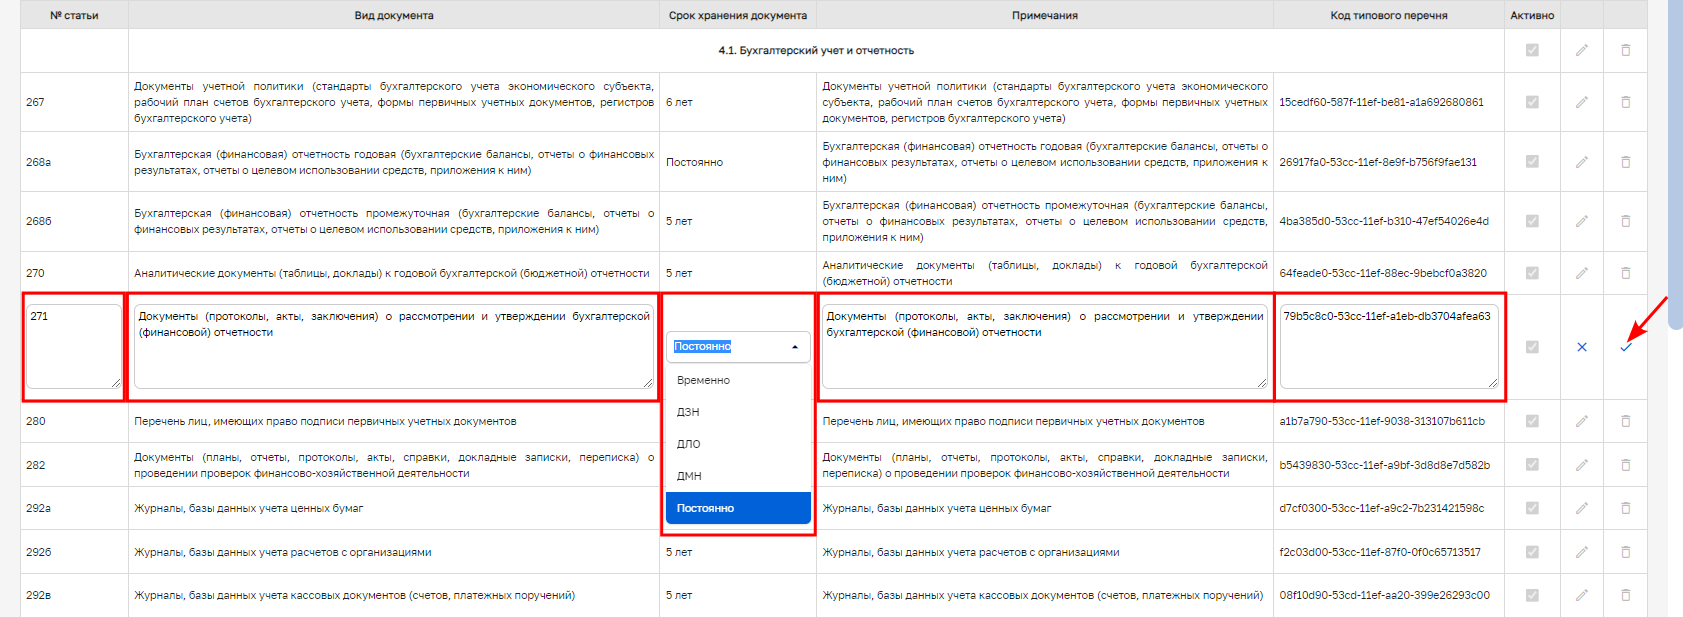 № статьи
Вид документа
Срок хранения документа
Примечания
Код типового перечня
Активно
4.1. Бухгалтерский учет и отчетность
267
Документы учетной политики (стандарты бухгалтерского учета экономического субъекта,
рабочий план счетов бухгалтерского учета, формы первичных учетных документов, регистров
бухгалтерского учета)
6 лет
Документы учетной политики (стандарты бухгалтерского учета экономического
субъекта, рабочий план счетов бухгалтерского учета, формы первичных учетных
документов, регистров бухгалтерского учета)
15cedf60-587f-11ef-be81-a1a692680861
268а
Бухгалтерская (финансовая) отчетность годовая (бухгалтерские балансы, отчеты о финансовых
результатах, отчеты о целевом использовании средств, приложения к ним)
Постоянно
Бухгалтерская (финансовая) отчетность годовая (бухгалтерские балансы, отчеты о
финансовых результатах, отчеты о целевом использовании средств, приложения к
ним)
26917fa0-53cc-11ef-8e9f-b756f9fae131
268б
Бухгалтерская (финансовая) отчетность промежуточная (бухгалтерские балансы, отчеты о
финансовых результатах, отчеты о целевом использовании средств, приложения к ним)
5 лет
Бухгалтерская (финансовая) отчетность промежуточная (бухгалтерские балансы,
отчеты о финансовых результатах, отчеты о целевом использовании средств,
приложения к ним)
4ba385d0-53cc-11ef-b310-47ef54026e4d
270
Аналитические документы (таблицы, доклады) к годовой бухгалтерской (бюджетной) отчетности
5 лет
Аналитические документы (таблицы, доклады) к годовой бухгалтерской
(бюджетной) отчетности
64feade0-53cc-11ef-88ec-9bebcf0a3820
271
Документы (протоколы, акты, заключения) о рассмотрении и утверждении бухгалтерской
(финансовой) отчетности
Постоянно
Временно
ДЗН
ДЛО
ДМН
Постоянно
Документы (протоколы, акты, заключения) о рассмотрении и утверждении
бухгалтерской (финансовой) отчетности
79b5c8c0-53cc-11ef-a1eb-db3704afea63
280
Перечень лиц, имеющих право подписи первичных учетных документов
Перечень лиц, имеющих право подписи первичных учетных документов
a1b7a790-53cc-11ef-9038-313107b611cb
282
Документы (планы, отчеты, протоколы, акты, справки, докладные записки, переписка) о
проведении проверок финансово-хозяйственной деятельности
Документы (планы, отчеты, протоколы, акты, справки, докладные записки,
переписка) о проведении проверок финансово-хозяйственной деятельности
b5439830-53cc-11ef-a9bf-3d8d8e7d582b
292а
Журналы, базы данных учета ценных бумаг
Журналы, базы данных учета ценных бумаг
d7cf0300-53cc-11ef-a9c2-7b231421598c
292б
Журналы, базы данных учета расчетов с организациями
5 лет
Журналы, базы данных учета расчетов с организациями
f2c03d00-53cc-11ef-87f0-0f0c65713517
292в
Журналы, базы данных учета кассовых документов (счетов, платежных поручений)
5 лет
Журналы, базы данных учета кассовых документов (счетов, платежных поручений)
08f10d90-53cd-11ef-aa20-399e26293c00